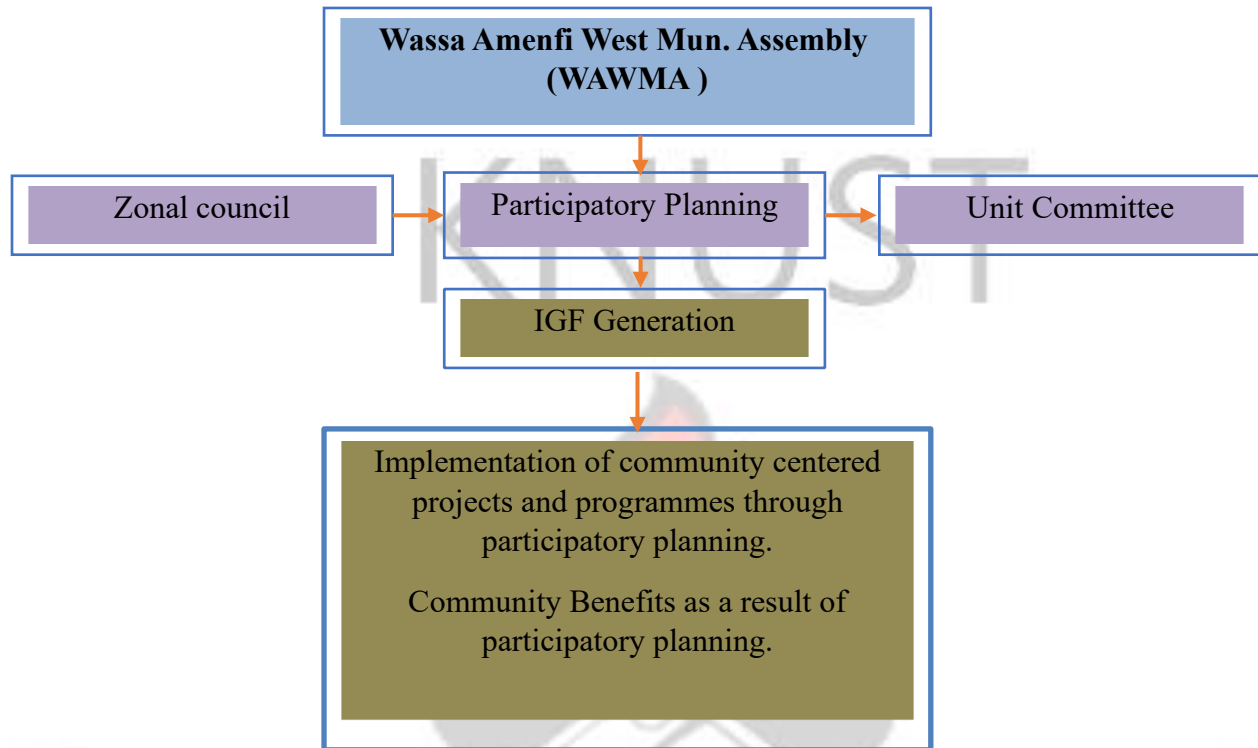 Wassa Amenfi West Mun. Assembly
(WAWMA )
KNUST
Zonal council
Participatory Planning
Unit Committee
IGF Generation
Implementation of community centered
projects and programmes through
participatory planning.
Community Benefits as a result of
participatory planning.